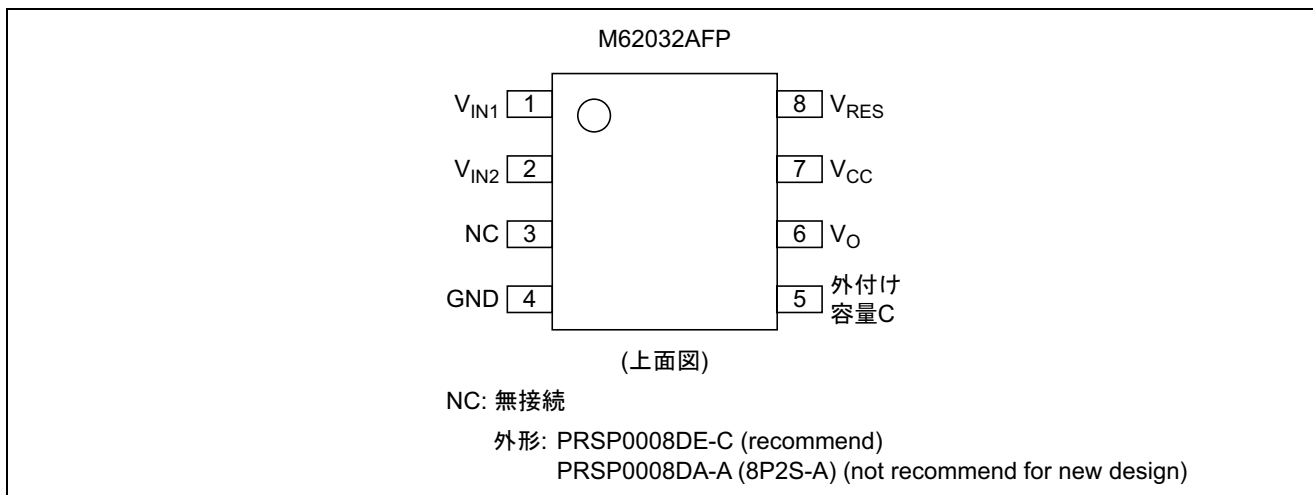 M62032AFP
VIN1 1
VIN2 2
NC 3
GND 4
8 VRES
7 VCC
6 VO
5 外付け
容量C
(上面図)
NC: 無接続
外形: PRSP0008DE-C (recommend)
PRSP0008DA-A (8P2S-A) (not recommend for new design)